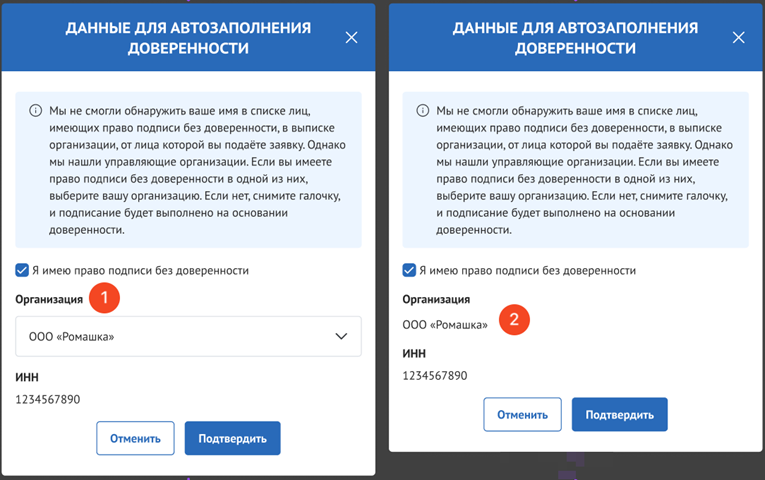 ДАННЫЕ ДЛЯ АВТОЗАПОЛНЕНИЯ
ДОВЕРЕННОСТИ
Мы не смогли обнаружить ваше имя в списке лиц,
имеющих право подписи без доверенности, в выписке
организации, от лица которой вы подаёте заявку. Однако
мы нашли управляющие организации. Если вы имеете
право подписи без доверенности в одной из них,
выберите вашу организацию. Если нет, снимите галочку,
и подписание будет выполнено на основании
доверенности.
Я имею право подписи без доверенности
Организация
1
ООО «Ромашка»
ИНН
1234567890
Отменить
Подтвердить
ДАННЫЕ ДЛЯ АВТОЗАПОЛНЕНИЯ
ДОВЕРЕННОСТИ
Мы не смогли обнаружить ваше имя в списке лиц,
имеющих право подписи без доверенности, в выписке
организации, от лица которой вы подаёте заявку. Однако
мы нашли управляющие организации. Если вы имеете
право подписи без доверенности в одной из них,
выберите вашу организацию. Если нет, снимите галочку,
и подписание будет выполнено на основании
доверенности.
Я имею право подписи без доверенности
Организация
ООО «Ромашка»
2
ИНН
1234567890
Отменить
Подтвердить